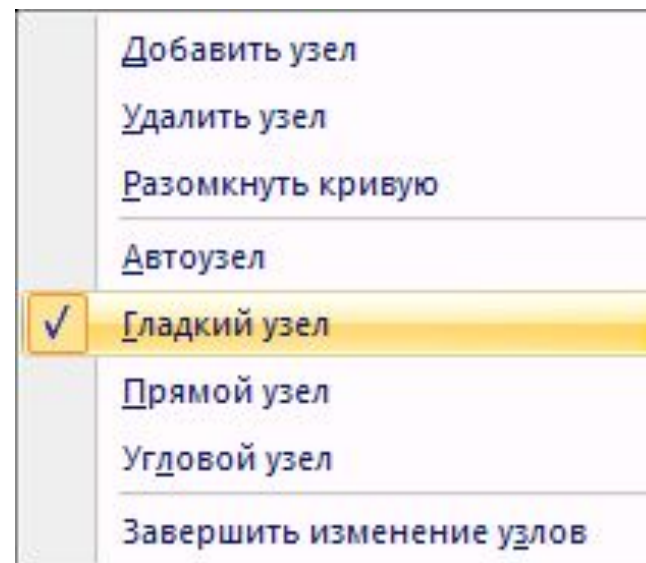 Добавить узел
Удалить узел
Разомкнуть кривую
Автоузел
Гладкий узел
Прямой узел
Угловой узел
Завершить изменение узлов